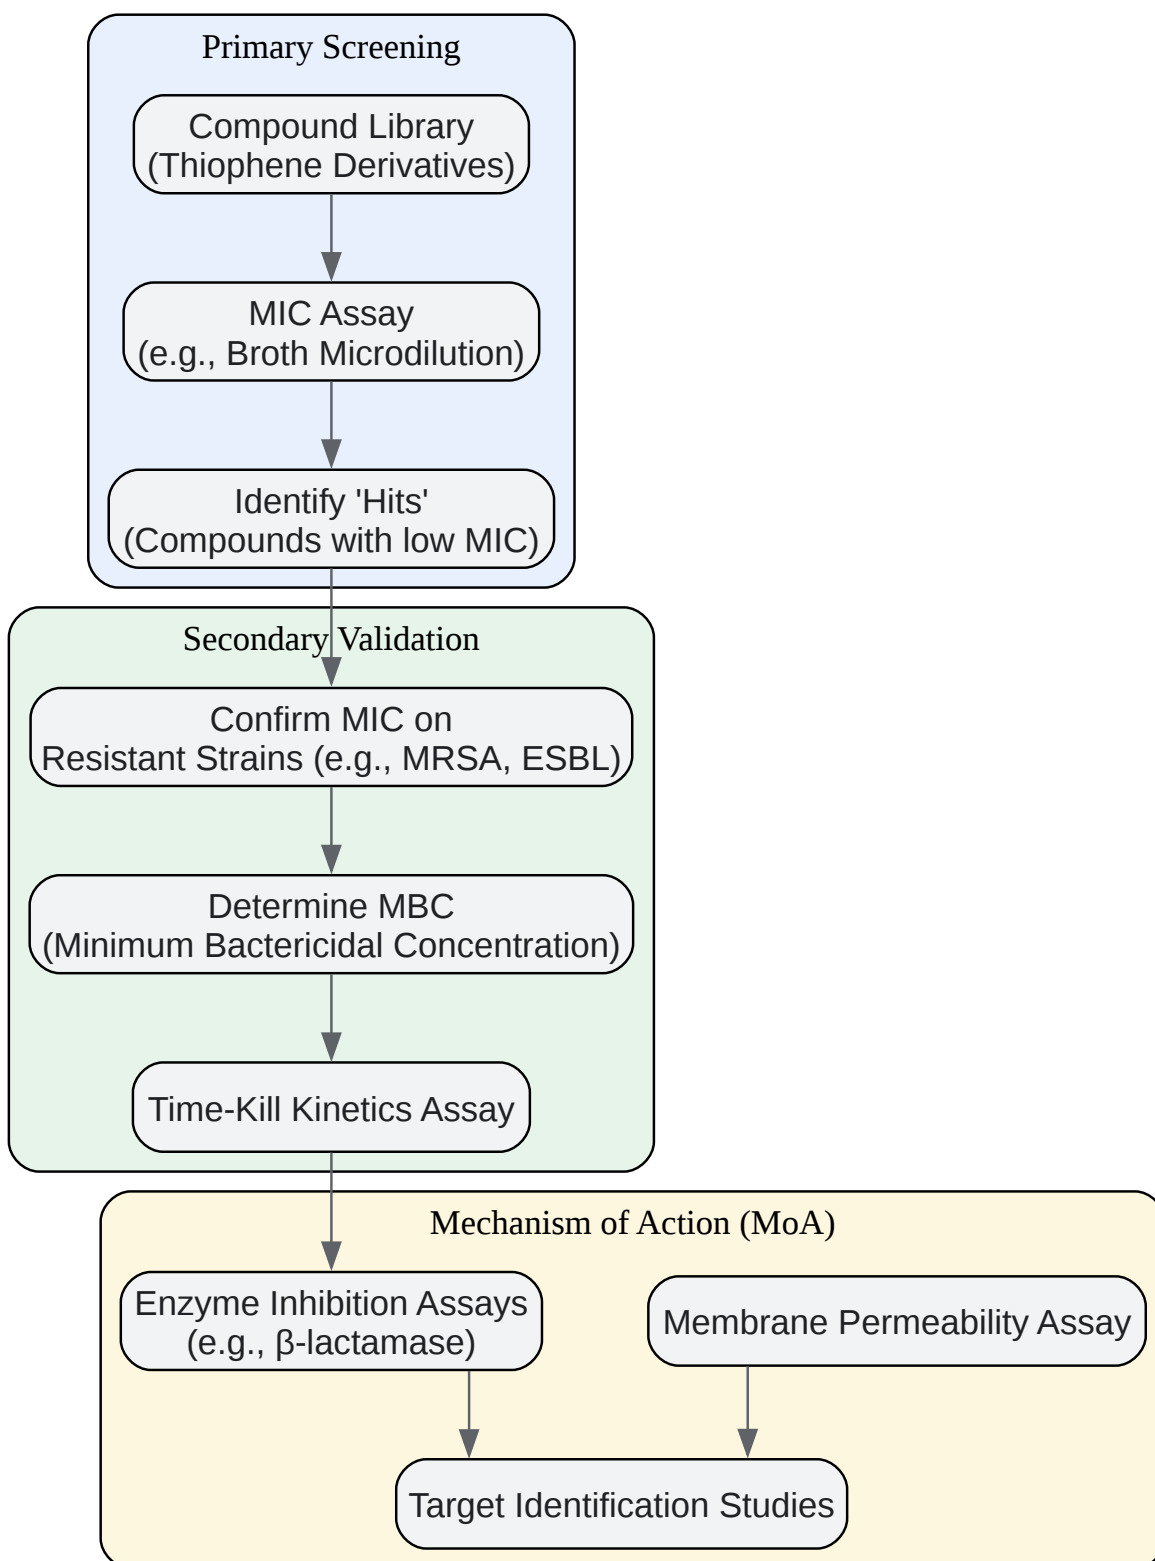 Primary Screening
Compound Library
(Thiophene Derivatives)
MIC Assay
(e.g., Broth Microdilution)
Identify 'Hits'
(Compounds with low MIC)
Secondary Validation
Confirm MIC on
Resistant Strains (e.g., MRSA, ESBL)
Determine MBC
(Minimum Bactericidal Concentration)
Time-Kill Kinetics Assay
Mechanism of Action (MoA)
Enzyme Inhibition Assays
(e.g., β-lactamase)
Membrane Permeability Assay
Target Identification Studies